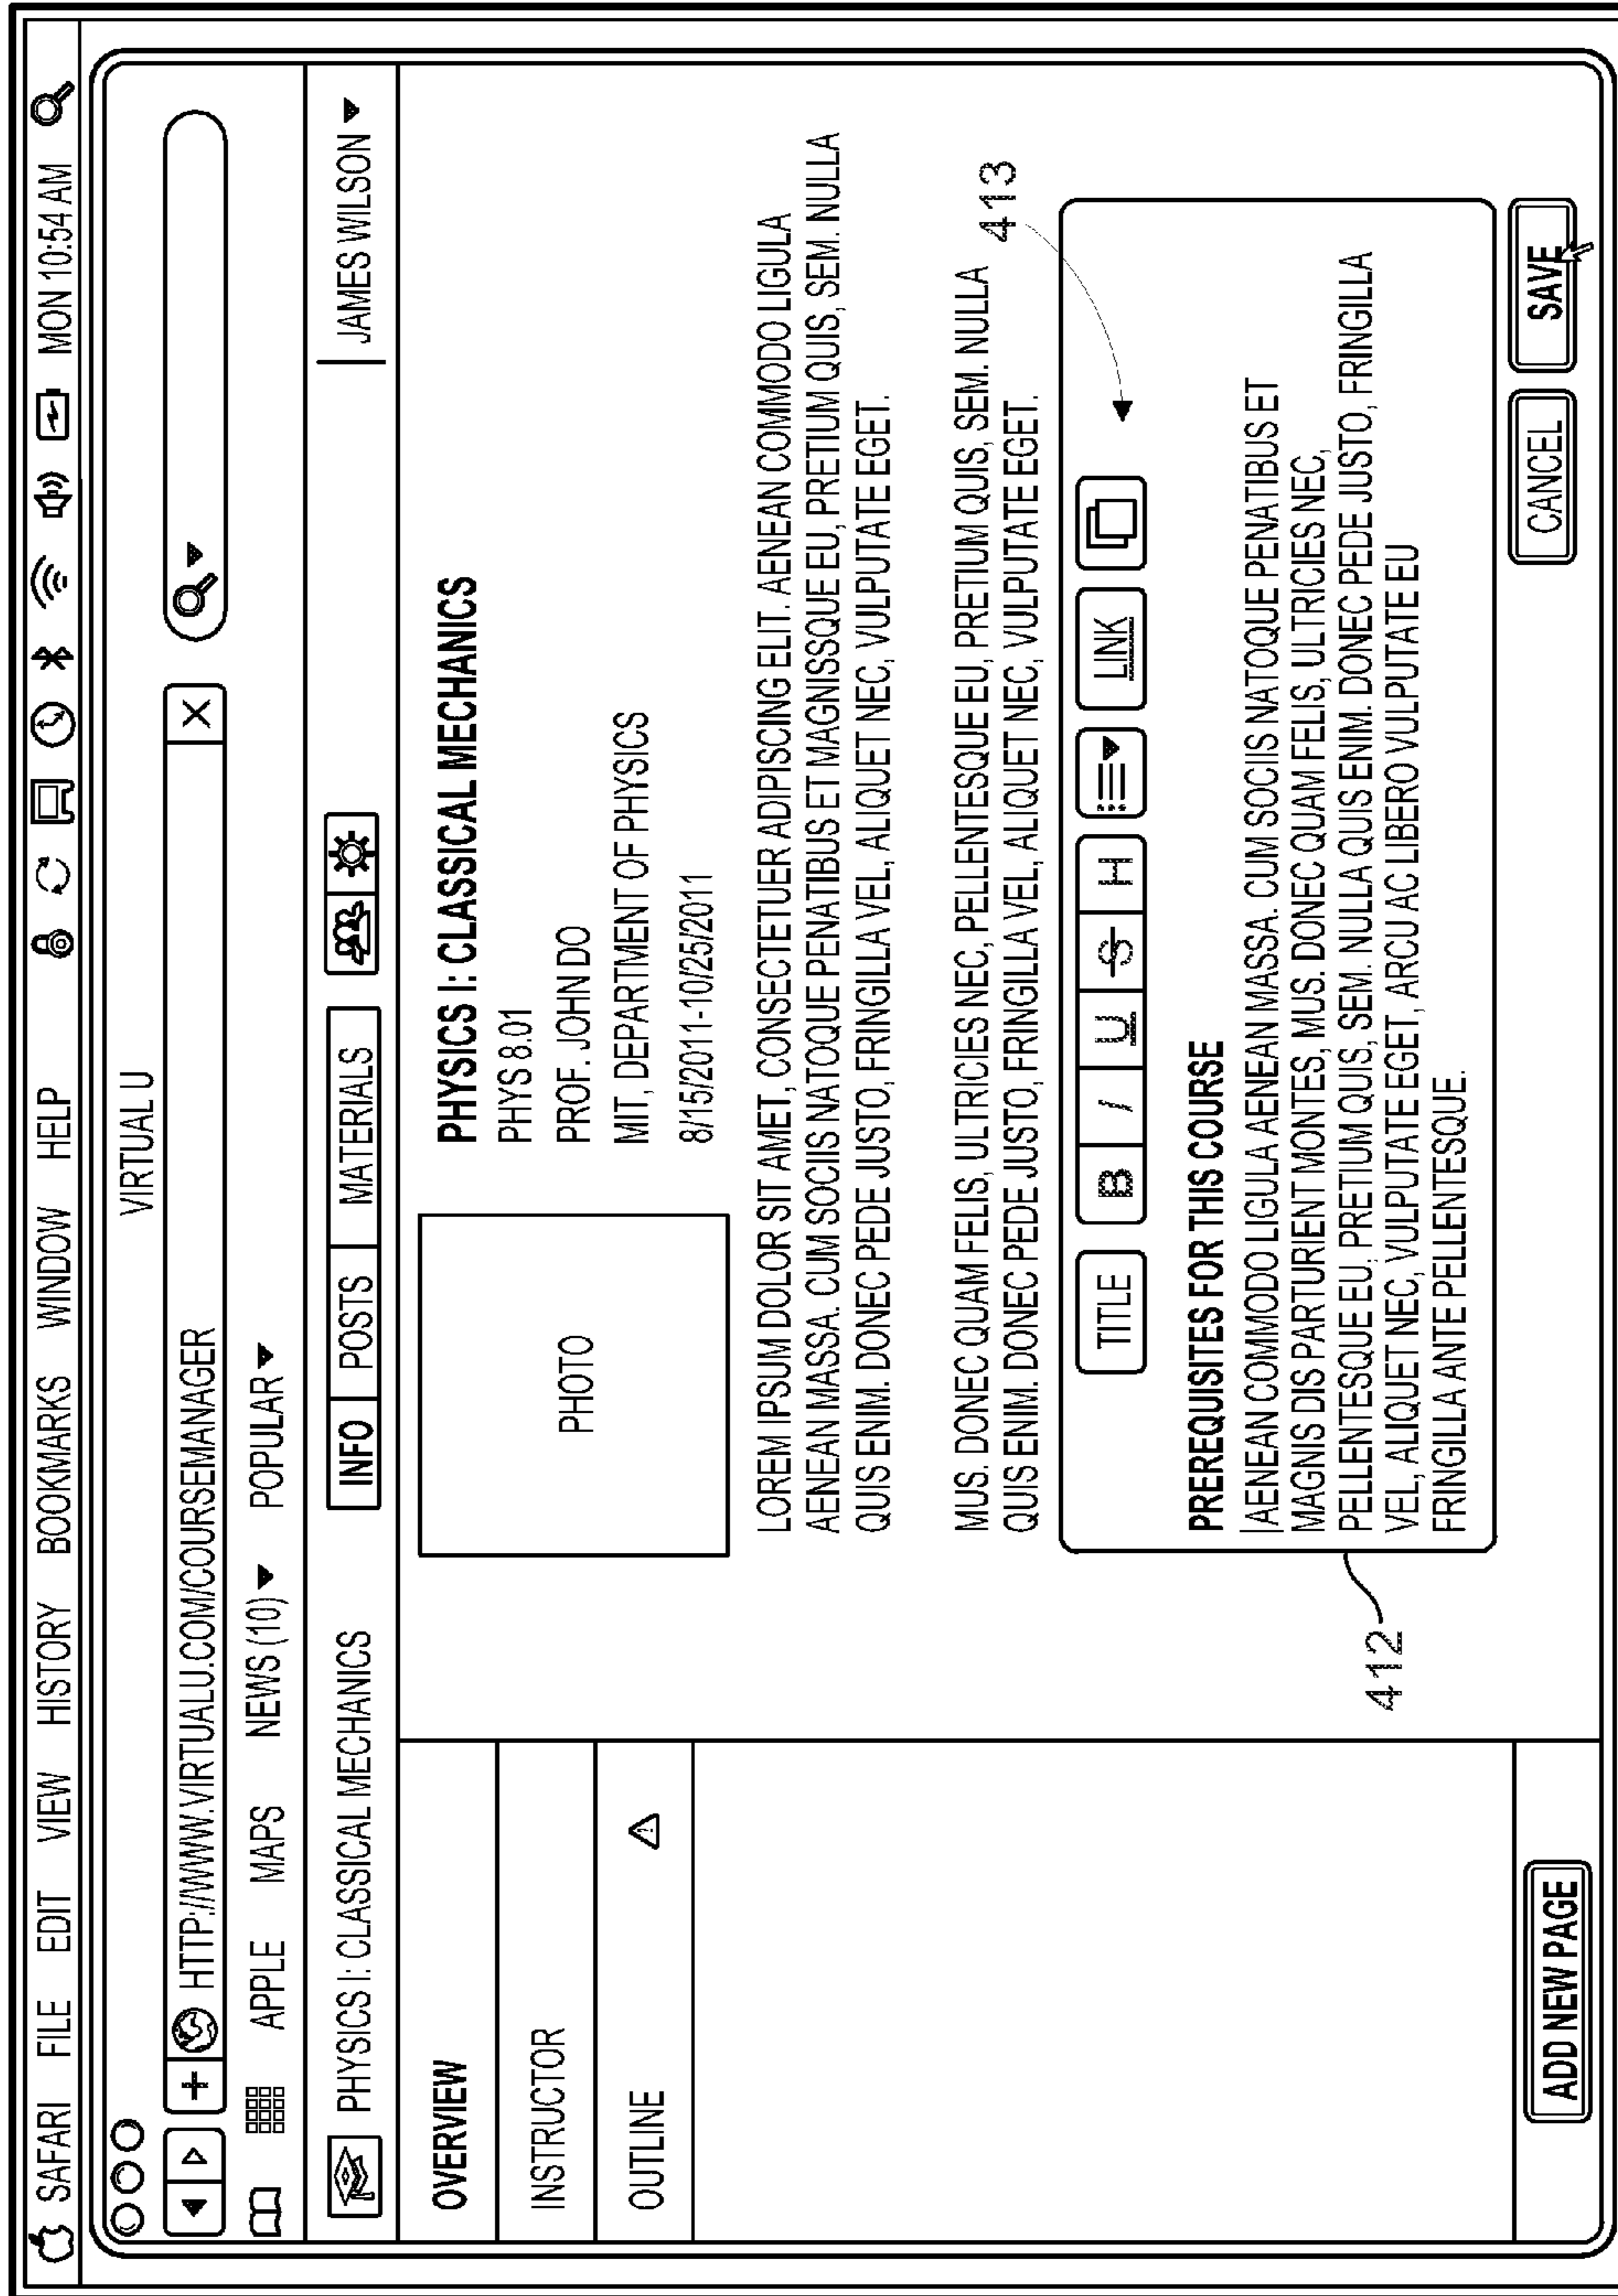 SAFARI FILE EDIT VIEW HISTORY BOOKMARKS WINDOW HELP MON 10:54 AM
VIRTUAL U
+ HTTP://WWW.VIRTUALU.COM/COURSEMANAGER X
APPLE MAPS NEWS (10) POPULAR
PHYSICS I: CLASSICAL MECHANICS INFO POSTS MATERIALS JAMES WILSON
OVERVIEW
INSTRUCTOR
OUTLINE
ADD NEW PAGE
PHOTO
PHYSICS I: CLASSICAL MECHANICS
PHYS 8.01
PROF. JOHN DO
MIT, DEPARTMENT OF PHYSICS
8/15/2011-10/25/2011
LOREM IPSUM DOLOR SIT AMET, CONSECTETUER ADIPISCING ELIT. AENEAN COMMODO LIGULA
AENEAN MASSA. CUM SOCIIS NATOQUE PENATIBUS ET MAGNISSQUE EU, PRETIUM QUIS, SEM. NULLA
QUIS ENIM. DONEC PEDE JUSTO, FRINGILLA VEL, ALIQUET NEC, VULPUTATE EGET.
MUS. DONEC QUAM FELIS, ULTRICIES NEC, PELLENTESQUE EU, PRETIUM QUIS, SEM. NULLA
QUIS ENIM. DONEC PEDE JUSTO, FRINGILLA VEL, ALIQUET NEC, VULPUTATE EGET.
413
TITLE B I U S H LINK
PREREQUISITES FOR THIS COURSE
AENEAN COMMODO LIGULA AENEAN MASSA. CUM SOCIIS NATOQUE PENATIBUS ET
MAGNIS DIS PARTURIENT MONTES, MUS. DONEC QUAM FELIS, ULTRICIES NEC,
PELLENTESQUE EU, PRETIUM QUIS, SEM. NULLA QUIS ENIM. DONEC PEDE JUSTO, FRINGILLA
VEL, ALIQUET NEC, VULPUTATE EGET, ARCU AC LIBERO VULPUTATE EU
FRINGILLA ANTE PELLENTESQUE.
412
CANCEL SAVE